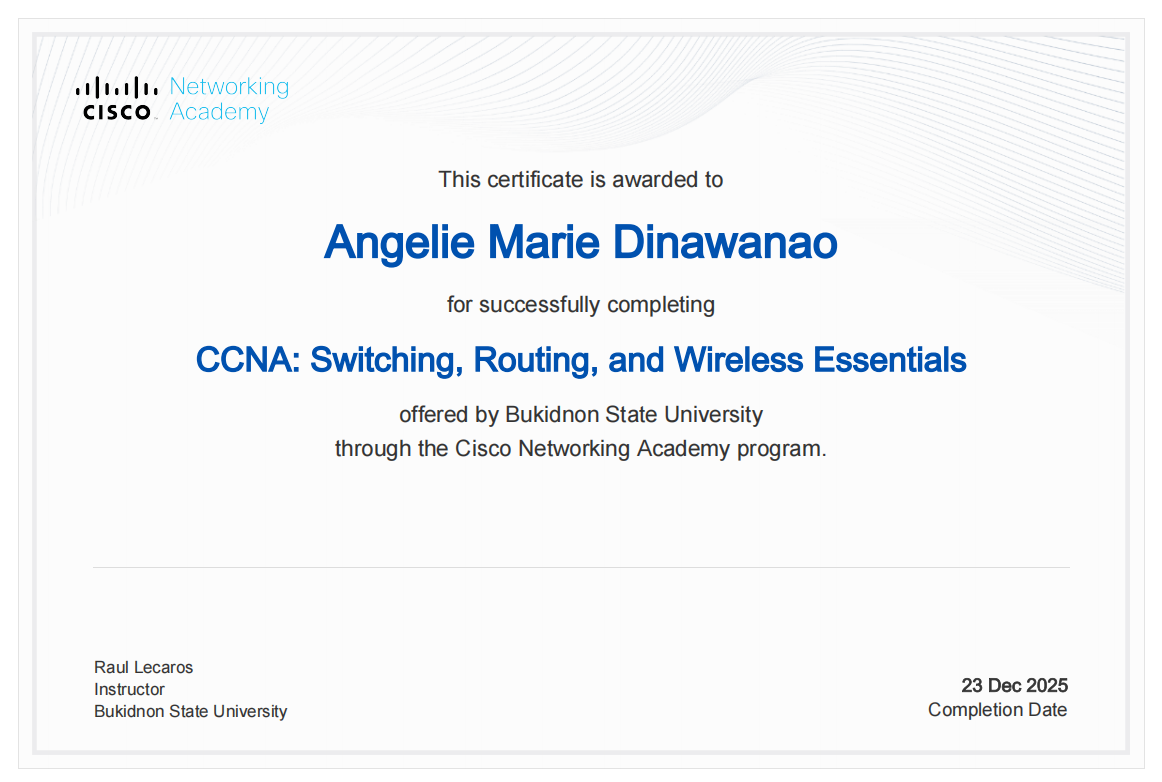 Networking
CISCO Academy
This certificate is awarded to
Angelie Marie Dinawanao
for successfully completing
CCNA: Switching, Routing, and Wireless Essentials
offered by Bukidnon State University
through the Cisco Networking Academy program.
Raul Lecaros
Instructor
Bukidnon State University
23 Dec 2025
Completion Date